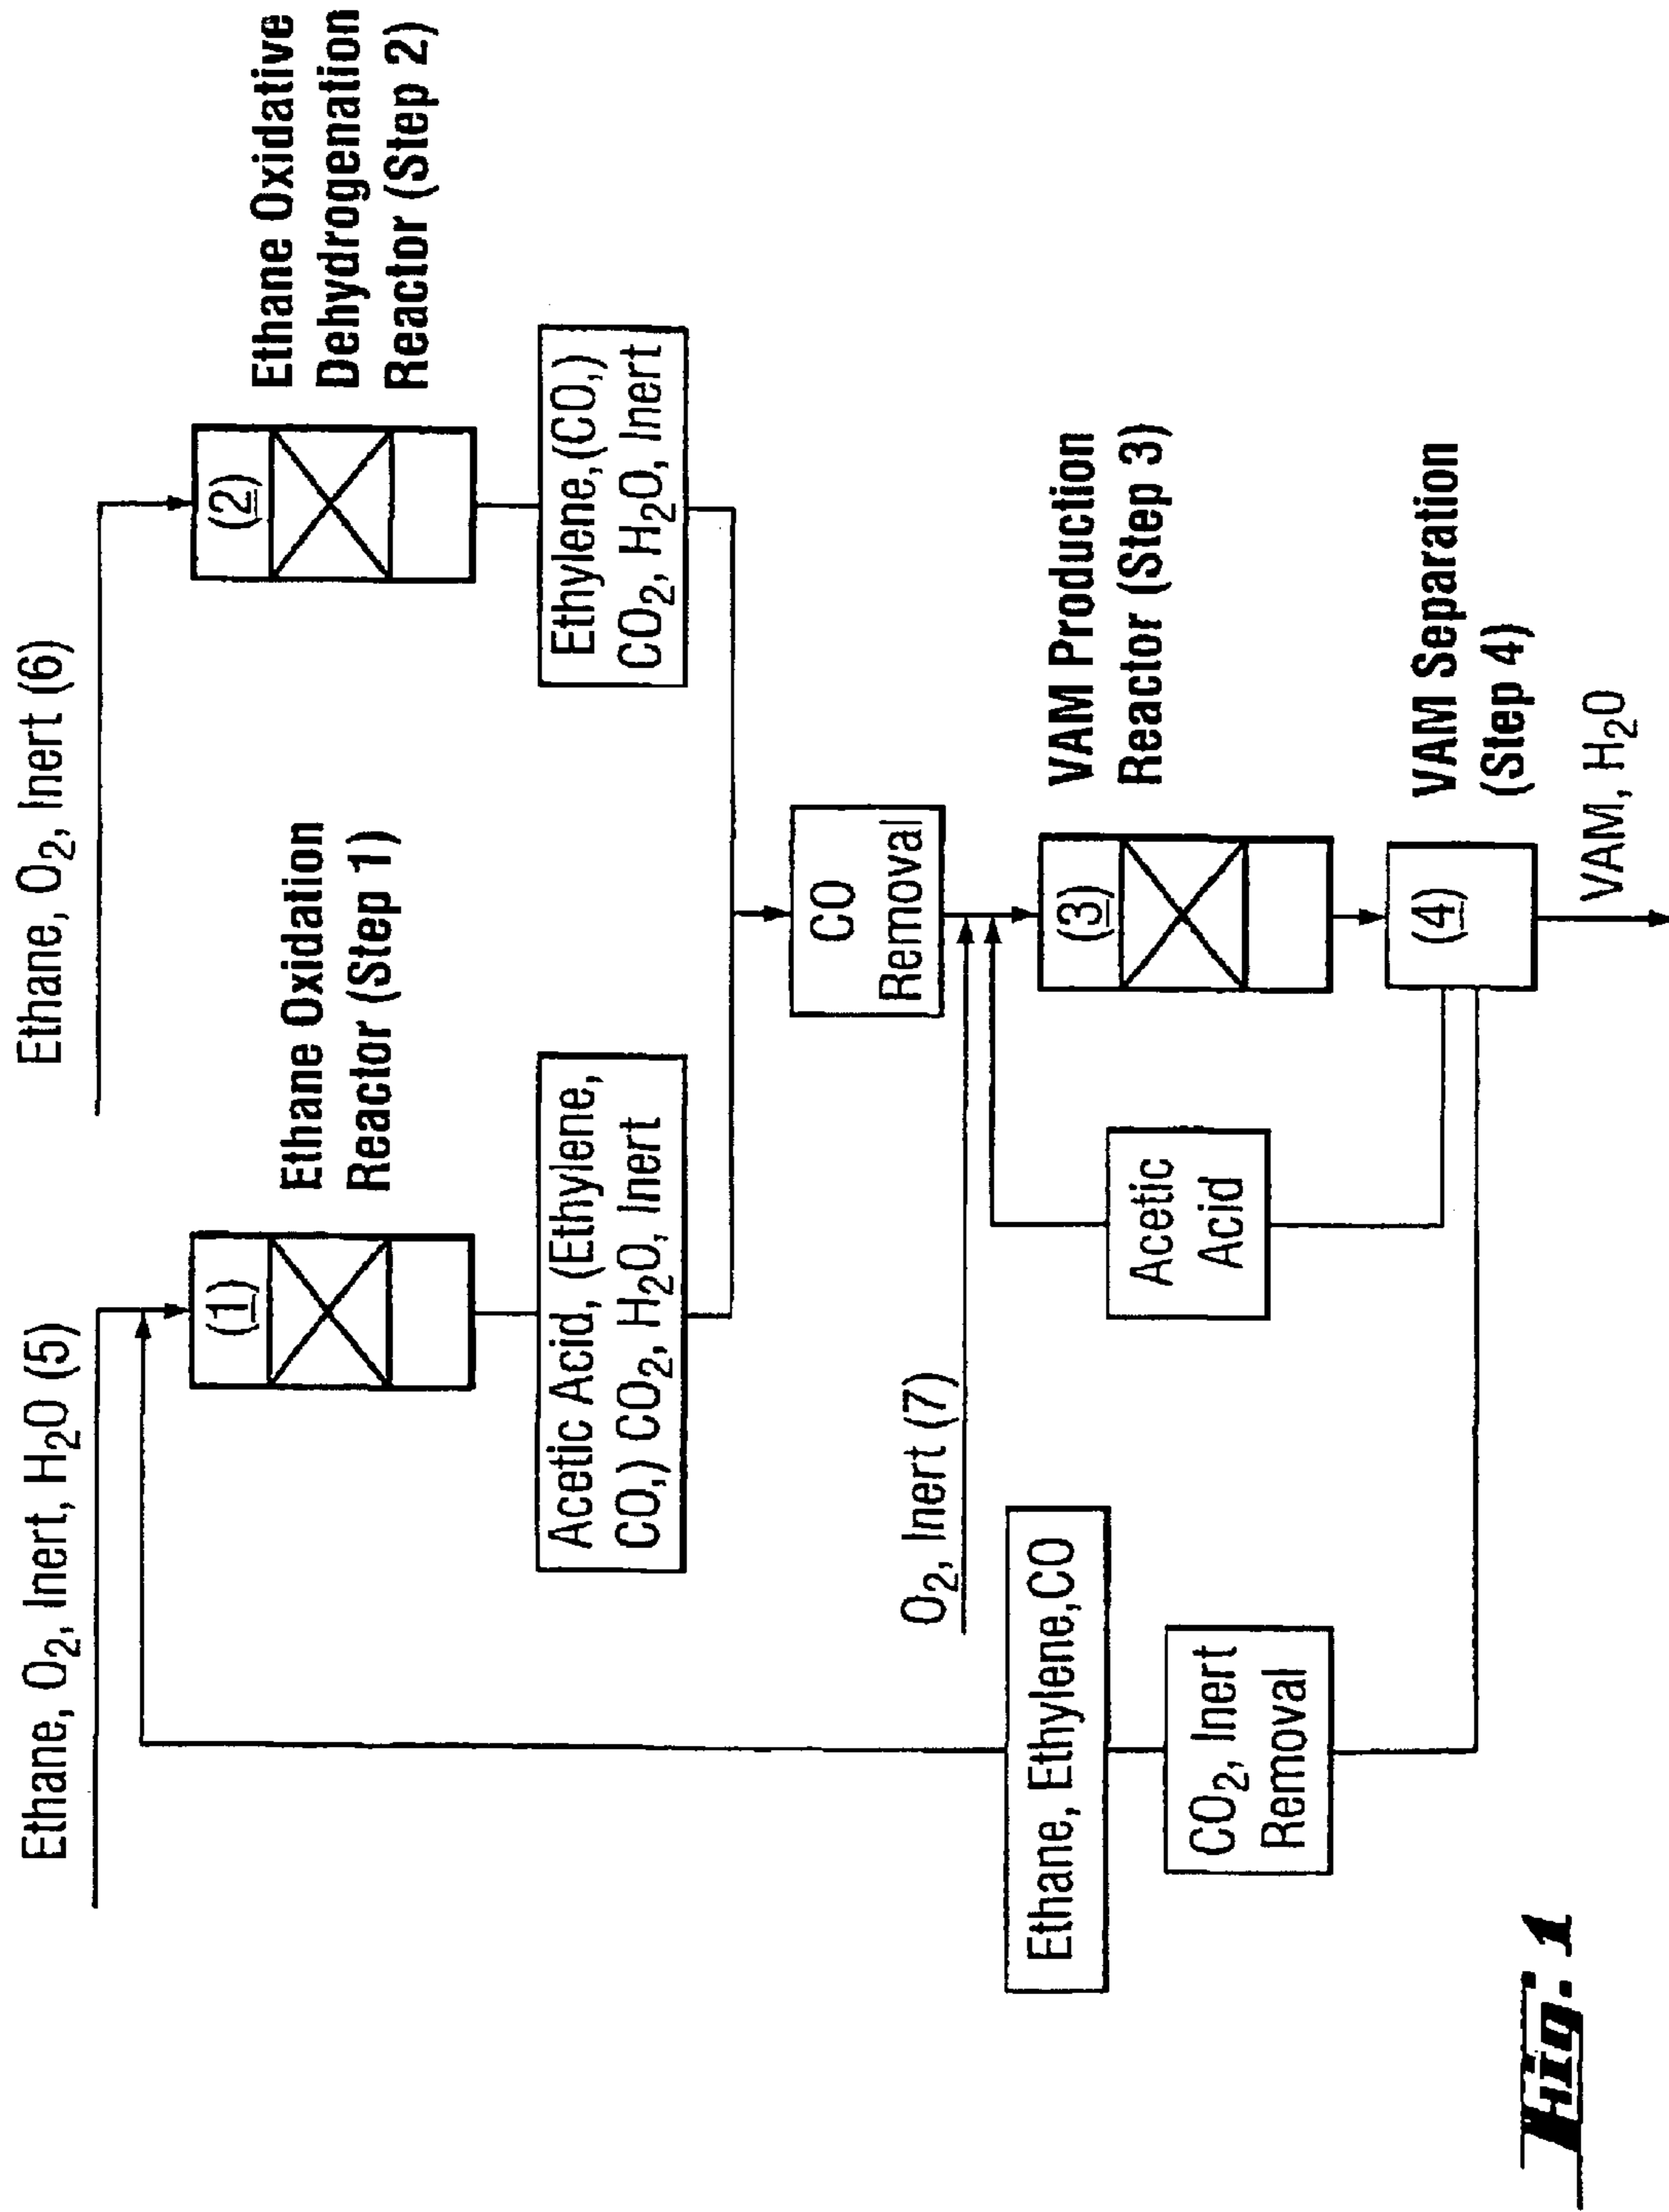 Ethane, O2, Inert, H2O (5)
Ethane, O2, Inert (6)
(1)
Ethane Oxidation
Reactor (Step 1)
(2)
Ethane Oxidative
Dehydrogenation
Reactor (Step 2)
Acetic Acid, (Ethylene,
CO,) CO2, H2O, Inert
Ethylene,(CO,)
CO2, H2O, Inert
CO
Removal
O2, Inert (7)
Ethane, Ethylene,CO
CO2, Inert
Removal
Acetic
Acid
(3)
VAM Production
Reactor (Step 3)
(4)
VAM Separation
(Step 4)
VAM, H2O
Fig. 1